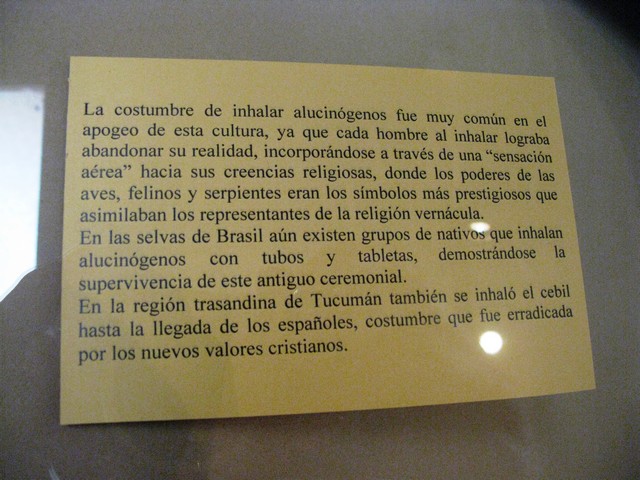 La costumbre de inhalar alucinógenos fue muy común en el
apogeo de esta cultura, ya que cada hombre al inhalar lograba
abandonar su realidad, incorporándose a través de una “sensación
aérea” hacia sus creencias religiosas, donde los poderes de las
aves, felinos y serpientes eran los símbolos más prestigiosos que
asimilaban los representantes de la religión vernácula.
En las selvas de Brasil aún existen grupos de nativos que inhalan
alucinógenos con tubos y tabletas, demostrándose la
supervivencia de este antiguo ceremonial.
En la región trasandina de Tucumán también se inhaló el cebil
hasta la llegada de los españoles, costumbre que fue erradicada
por los nuevos valores cristianos.